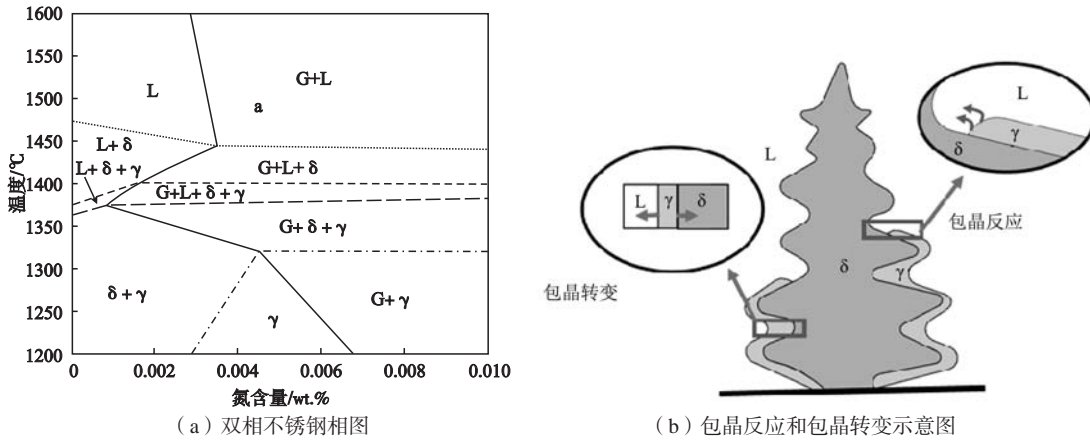 1600
1550
1500
1450
1400
1350
1300
1250
1200
温度/℃
L
G+L
a
L+ δ
L+ δ + γ
G+L+ δ
G+L+ δ + γ
G+ δ + γ
δ + γ
γ
G+ γ
0 0.002 0.004 0.006 0.008 0.010
氮含量/wt.%
(a)双相不锈钢相图
L
γ
δ
L
L γ δ
包晶反应
δ
γ
包晶转变
(b)包晶反应和包晶转变示意图